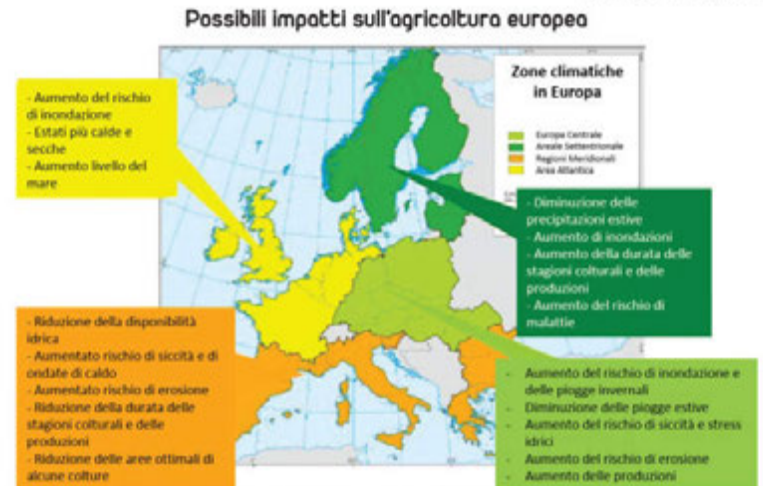 Possibili impatti sull'agricoltura europea
Zone climatiche
in Europa
Europa Centrale
Areale Settentrionale
Regioni Meridionali
Area Atlantica
- Aumento del rischio
di inondazione
- Estati più calde e
secche
- Aumento livello del
mare
- Diminuzione delle
precipitazioni estive
- Aumento di inondazioni
- Aumento della durata delle
stagioni colturali e delle
produzioni
- Aumento del rischio di
malattie
- Riduzione della disponibilità
idrica
- Aumentato rischio di siccità e di
ondate di caldo
- Aumentato rischio di erosione
- Riduzione della durata delle
stagioni colturali e delle
produzioni
- Riduzione delle aree ottimali di
alcune colture
- Aumento del rischio di inondazione e
delle piogge invernali
- Diminuzione delle piogge estive
- Aumento del rischio di siccità e stress
idrici
- Aumento del rischio di erosione
- Aumento delle produzioni